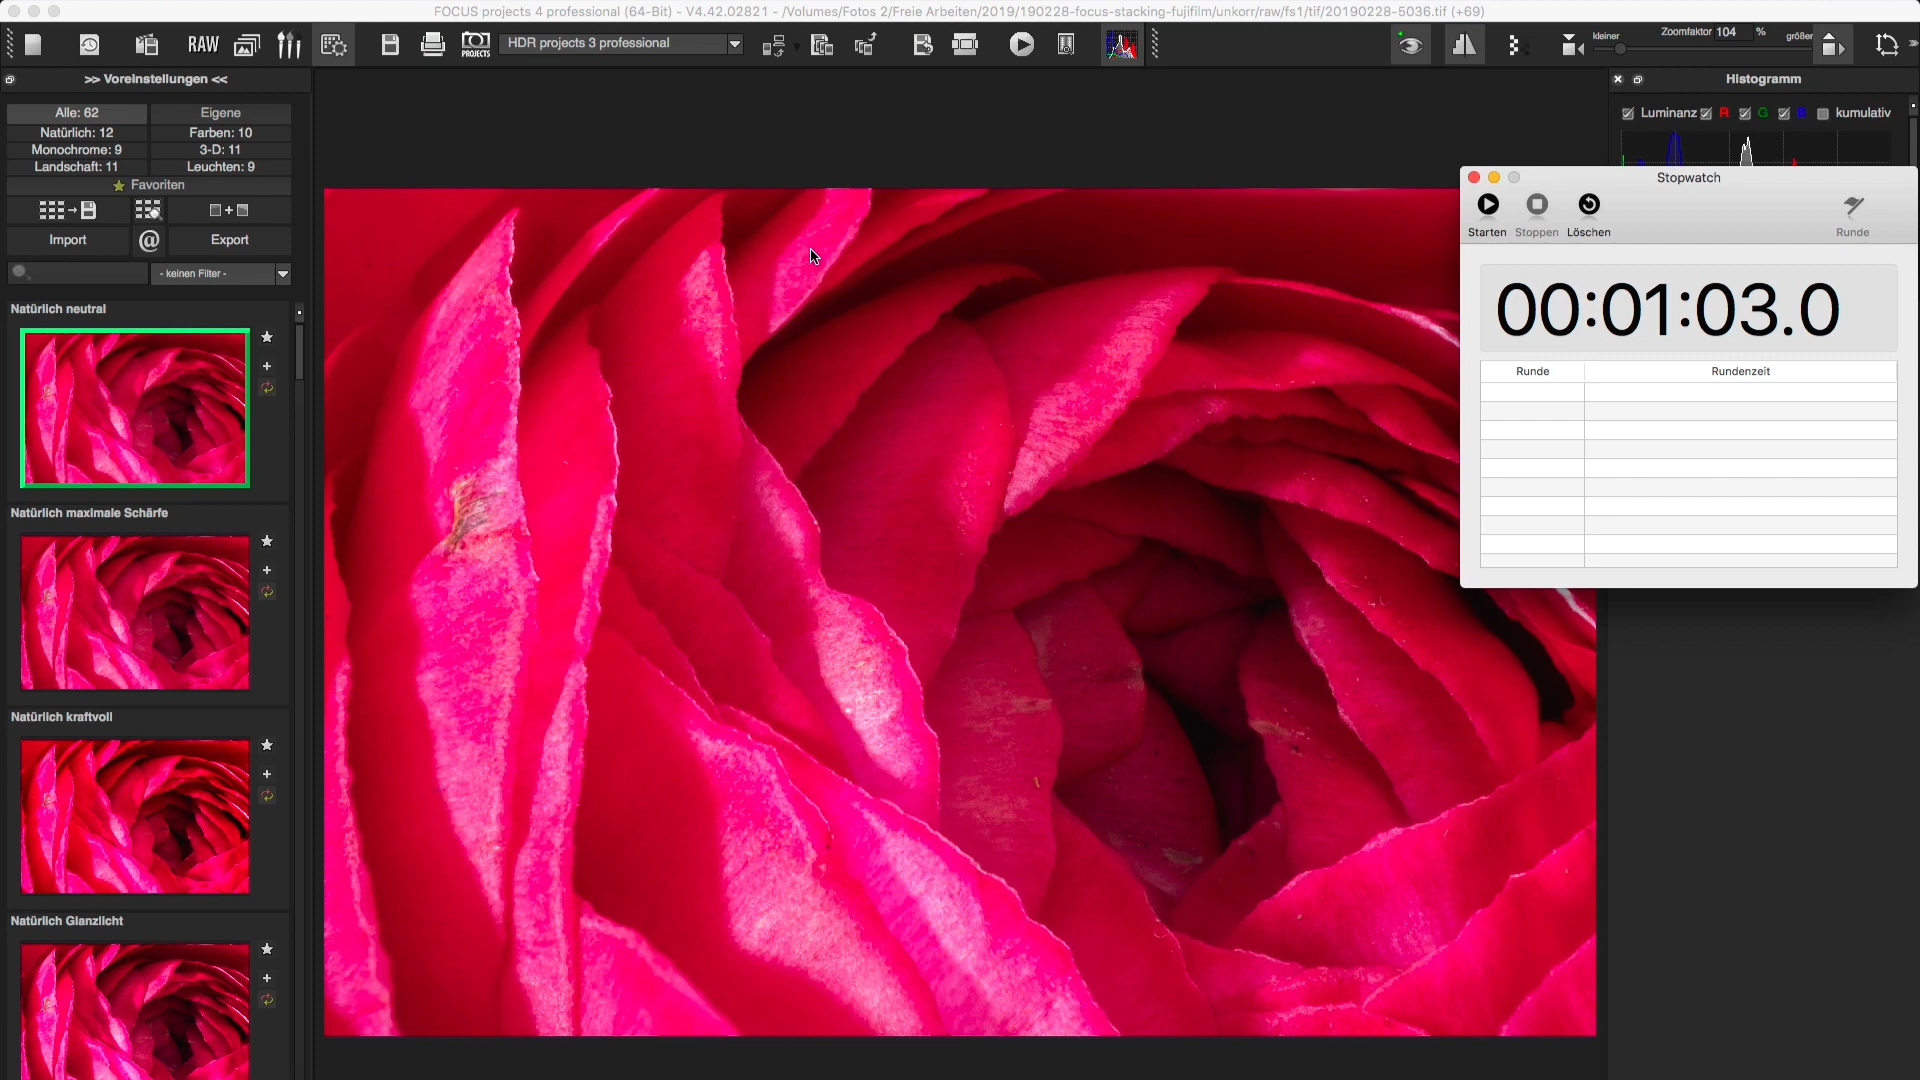 FOCUS projects 4 professional (64-Bit) - V4.42.02821 - /Volumes/Fotos 2/Freie Arbeiten/2019/190228-focus-stacking-fujifilm/unkorr/raw/fs1/tif/20190228-5036.tif (+69)
RAW
PROJECTS
HDR projects 3 professional
kleiner
Zoomfaktor 104 %
größer
>> Voreinstellungen <<
Histogramm
Alle: 62
Eigene
Natürlich: 12
Farben: 10
Monochrome: 9
3-D: 11
Landschaft: 11
Leuchten: 9
Favoriten
Import
@
Export
- keinen Filter -
Luminanz R G B kumulativ
Natürlich neutral
Natürlich maximale Schärfe
Natürlich kraftvoll
Natürlich Glanzlicht
Stopwatch
Starten Stoppen Löschen
Runde
00:01:03.0
Runde
Rundenzeit